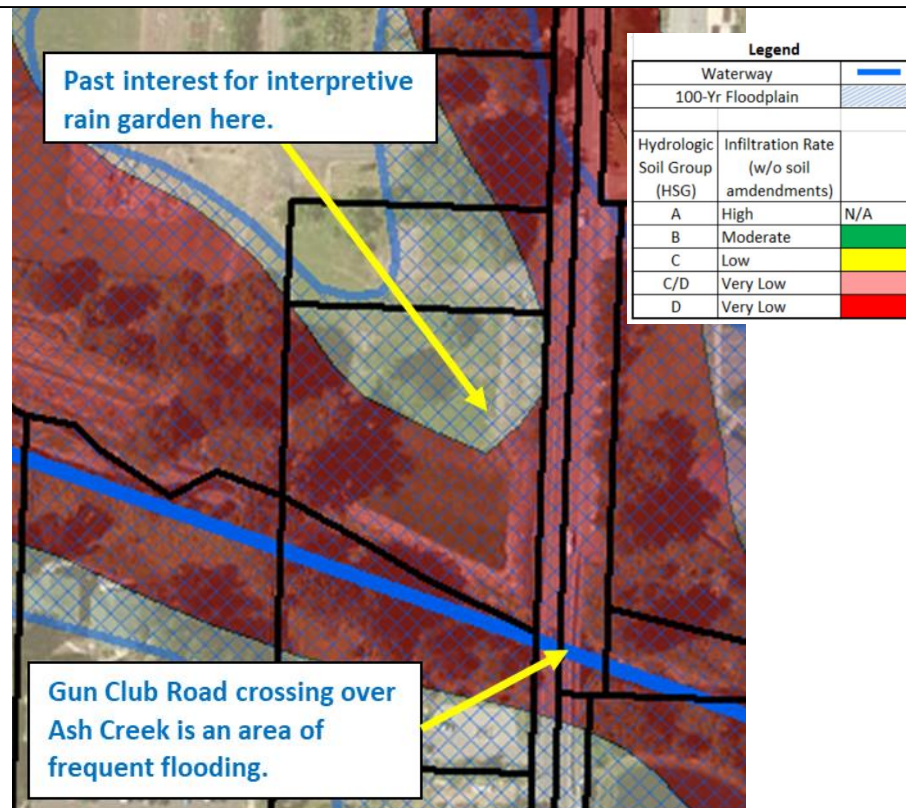 Past interest for interpretive
rain garden here.
Legend
Waterway
100-Yr Floodplain
Hydrologic Soil Group (HSG) Infiltration Rate (w/o soil amdendments)
A High N/A
B Moderate
C Low
C/D Very Low
D Very Low
Gun Club Road crossing over
Ash Creek is an area of
frequent flooding.